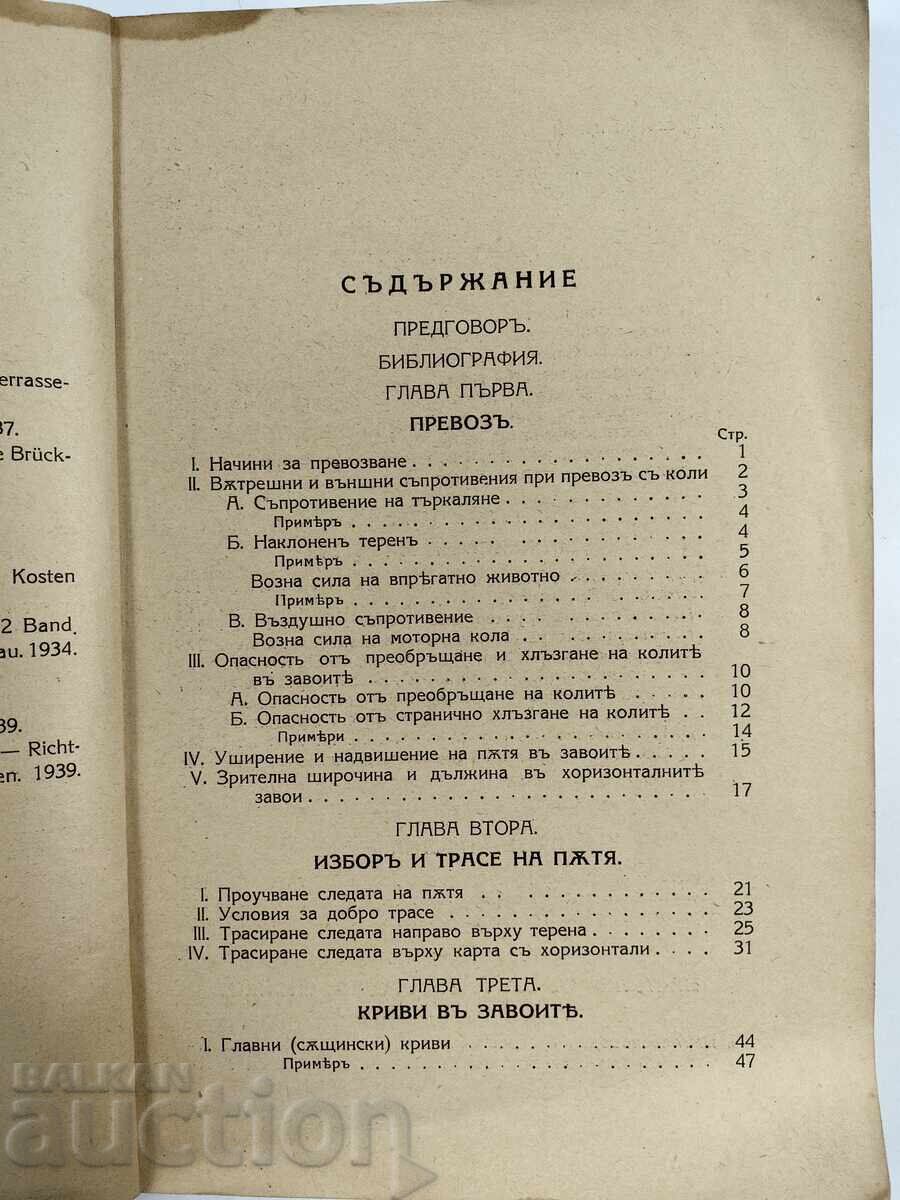 errasse-
37.
e Brück-
Kosten
2 Band.
au. 1934.
39.
— Richt-
en. 1939.
СЪДЪРЖАНИЕ
ПРЕДГОВОРЪ.
БИБЛИОГРАФИЯ.
ГЛАВА ПЪРВА.
ПРЕВОЗЪ.
Стр.
I. Начини за превозване . . . . . . . . . . . . . . . . . 1
II. Вѫтрешни и външни съпротивения при превозъ съ коли 2
А. Съпротивение на търкаляне . . . . . . . . . . . . 3
Примѣръ . . . . . . . . . . . . . . . . . . . . 4
Б. Наклоненъ теренъ . . . . . . . . . . . . . . . . 4
Примѣръ . . . . . . . . . . . . . . . . . . . . 5
Возна сила на впрѣгатно животно . . . . . . . . . 6
Примѣръ . . . . . . . . . . . . . . . . . . . . 7
В. Въздушно съпротивение . . . . . . . . . . . . . 8
Возна сила на моторна кола . . . . . . . . . . . 8
III. Опасность отъ преобръщане и хлъзгане на колитѣ
въ завоитѣ . . . . . . . . . . . . . . . . . . . . 10
А. Опасность отъ преобръщане на колитѣ . . . . . 10
Б. Опасность отъ странично хлъзгане на колитѣ . . 12
Примѣри . . . . . . . . . . . . . . . . . . . . 14
IV. Уширение и надвишение на пѫтя въ завоитѣ . . . . . 15
V. Зрителна широчина и дължина въ хоризонталнитѣ
завои . . . . . . . . . . . . . . . . . . . . . . . 17
ГЛАВА ВТОРА.
ИЗБОРЪ И ТРАСЕ НА ПѪТЯ.
I. Проучване следата на пѫтя . . . . . . . . . . . . . 21
II. Условия за добро трасе . . . . . . . . . . . . . . . 23
III. Трасиране следата направо върху терена . . . . . . . 25
IV. Трасиране следата върху карта съ хоризонтали . . . . 31
ГЛАВА ТРЕТА.
КРИВИ ВЪ ЗАВОИТѢ.
I. Главни (сѫщински) криви . . . . . . . . . . . . . . 44
Примѣръ . . . . . . . . . . . . . . . . . . . . 47
BALKAN
auction